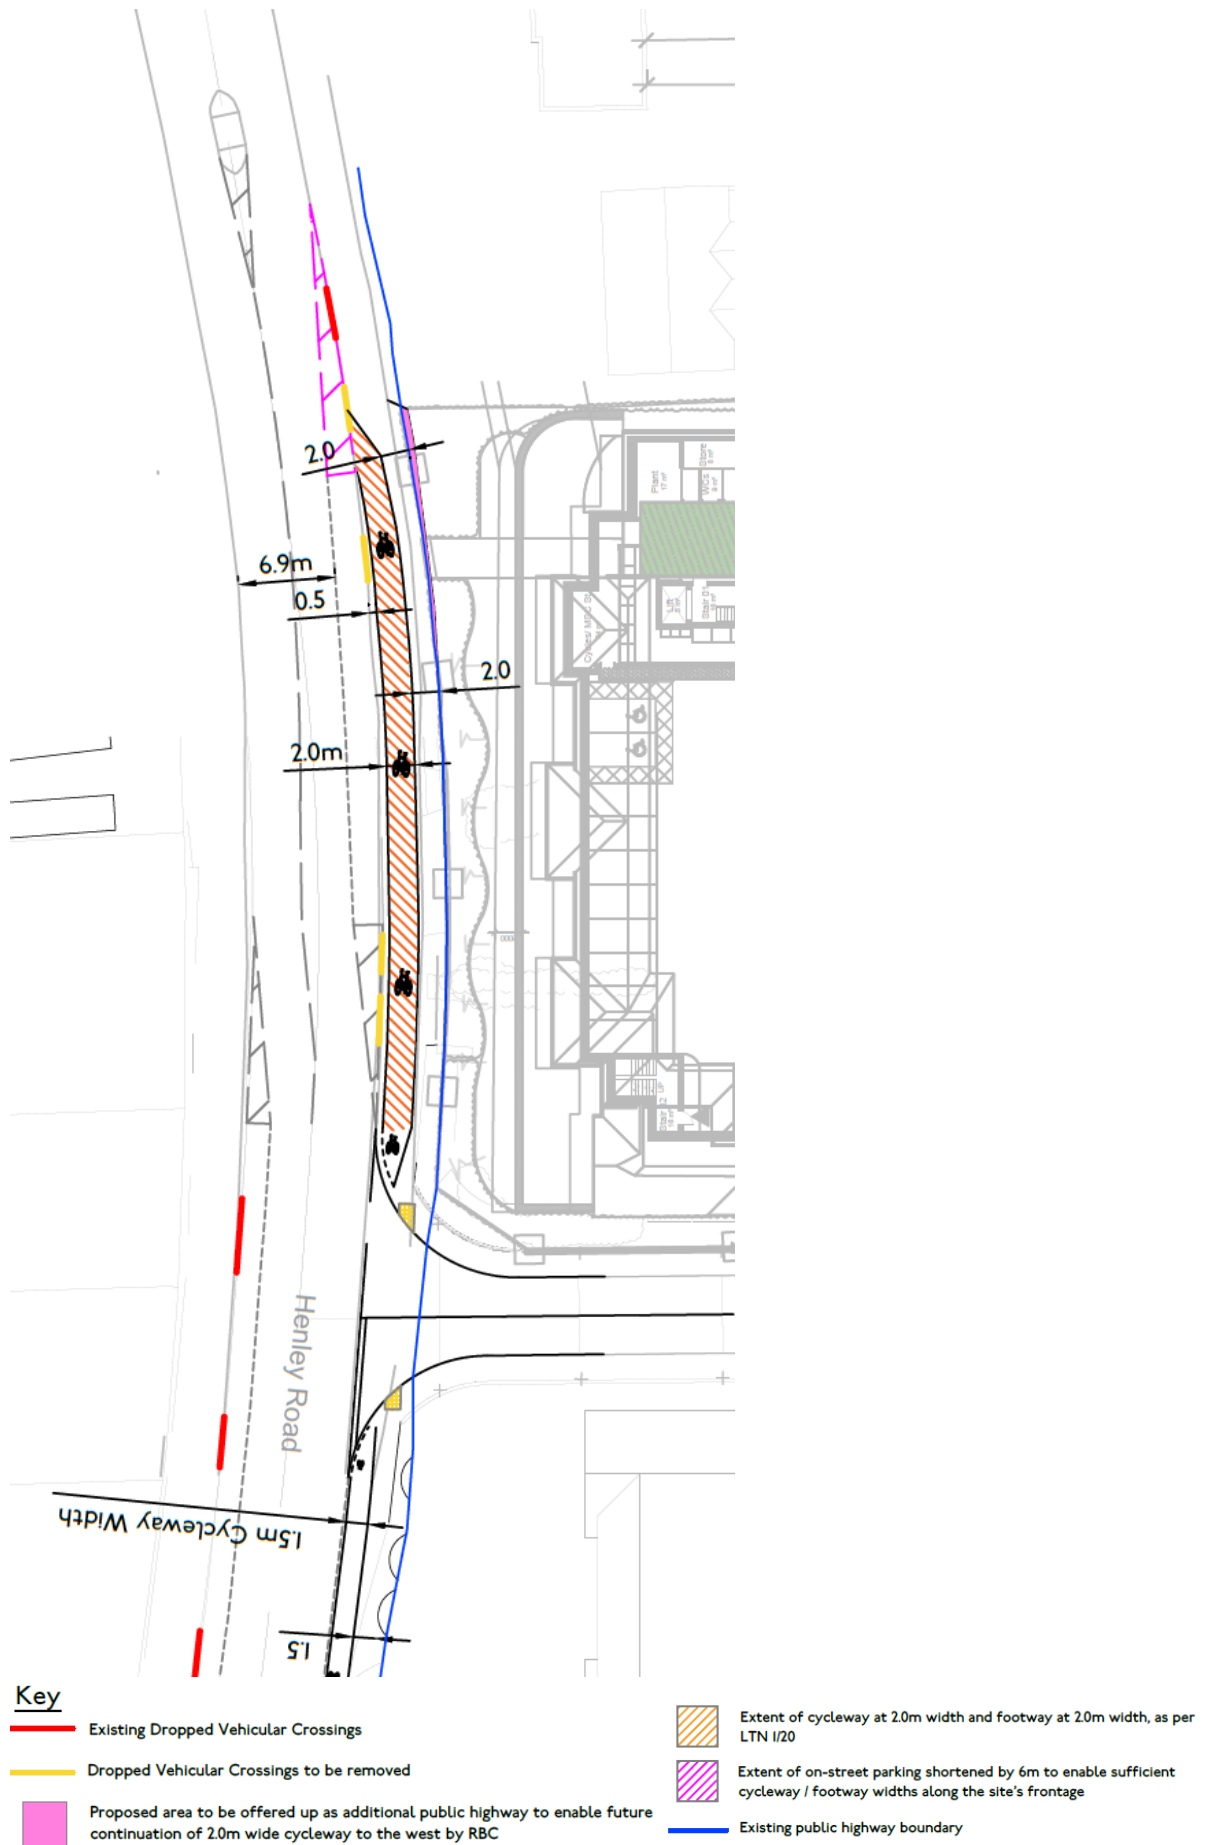 Plant
17 m²
Store
WCs
2.0
6.9m
0.5
Lift
Stair 01
2.0
2.0m
Henley Road
1.5m Cycleway Width
1.5
Key
Existing Dropped Vehicular Crossings
Dropped Vehicular Crossings to be removed
Proposed area to be offered up as additional public highway to enable future
continuation of 2.0m wide cycleway to the west by RBC
Extent of cycleway at 2.0m width and footway at 2.0m width, as per
LTN 1/20
Extent of on-street parking shortened by 6m to enable sufficient
cycleway / footway widths along the site's frontage
Existing public highway boundary